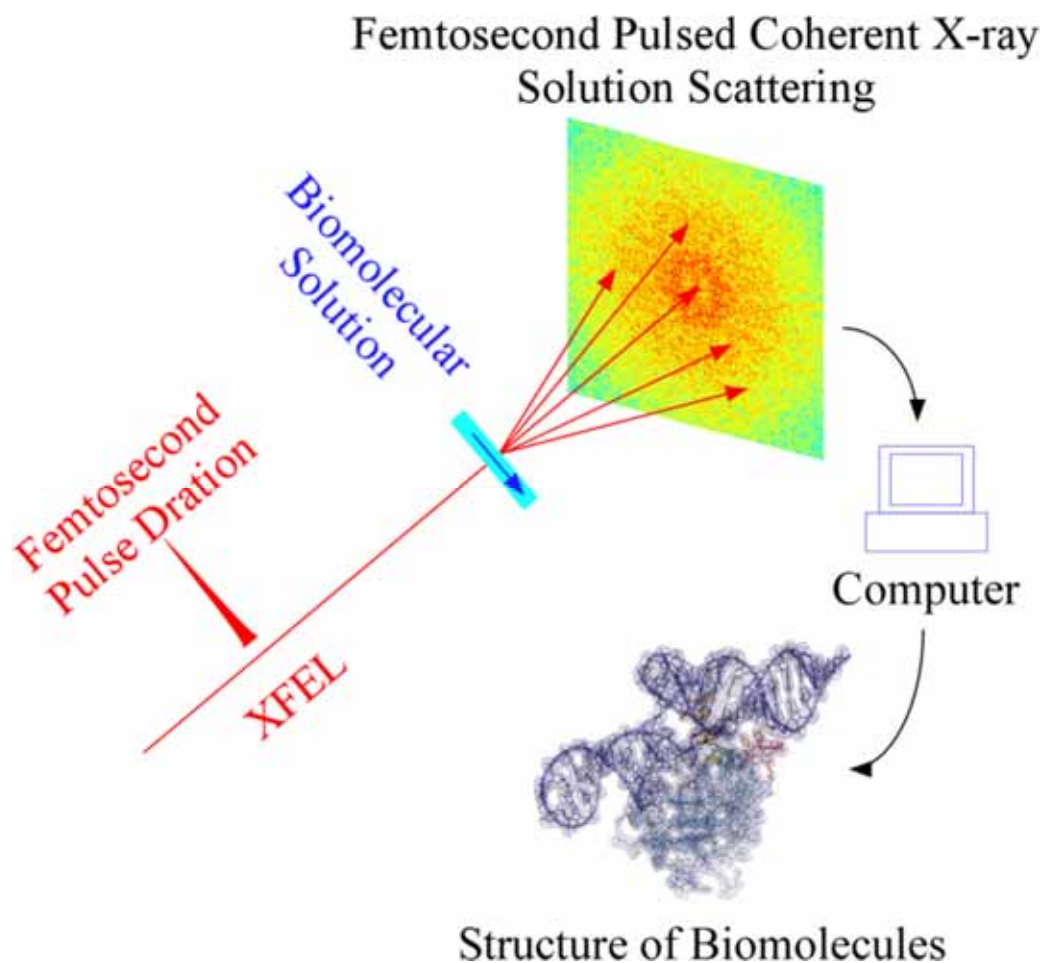 Femtosecond Pulsed Coherent X-ray
Solution Scattering
Biomolecular
Solution
Femtosecond
Pulse Dration
XFEL
Computer
Structure of Biomolecules